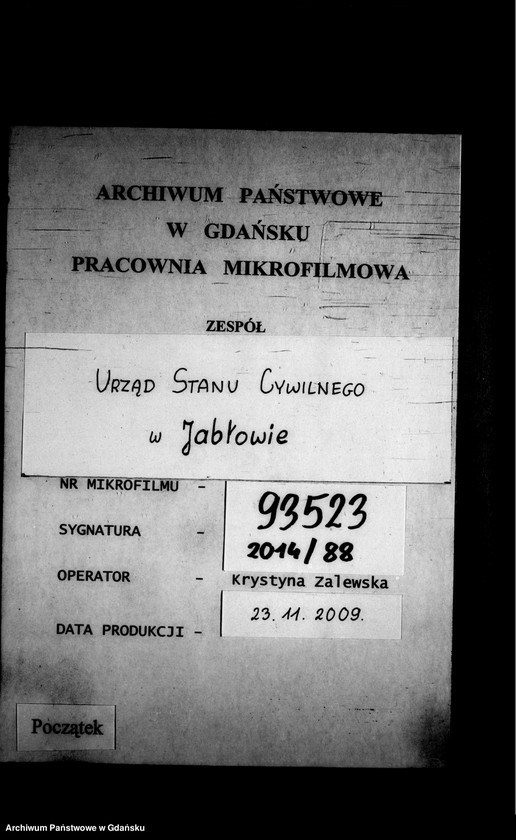 ARCHIWUM PAŃSTWOWE
W GDAŃSKU
PRACOWNIA MIKROFILMOWA
ZESPÓŁ
URZĄD STANU CYWILNEGO
w Jabłowie
NR MIKROFILMU - 93523
SYGNATURA - 2014/88
OPERATOR - Krystyna Zalewska
DATA PRODUKCJI - 23.11.2009.
Początek
Archiwum Państwowe w Gdańsku